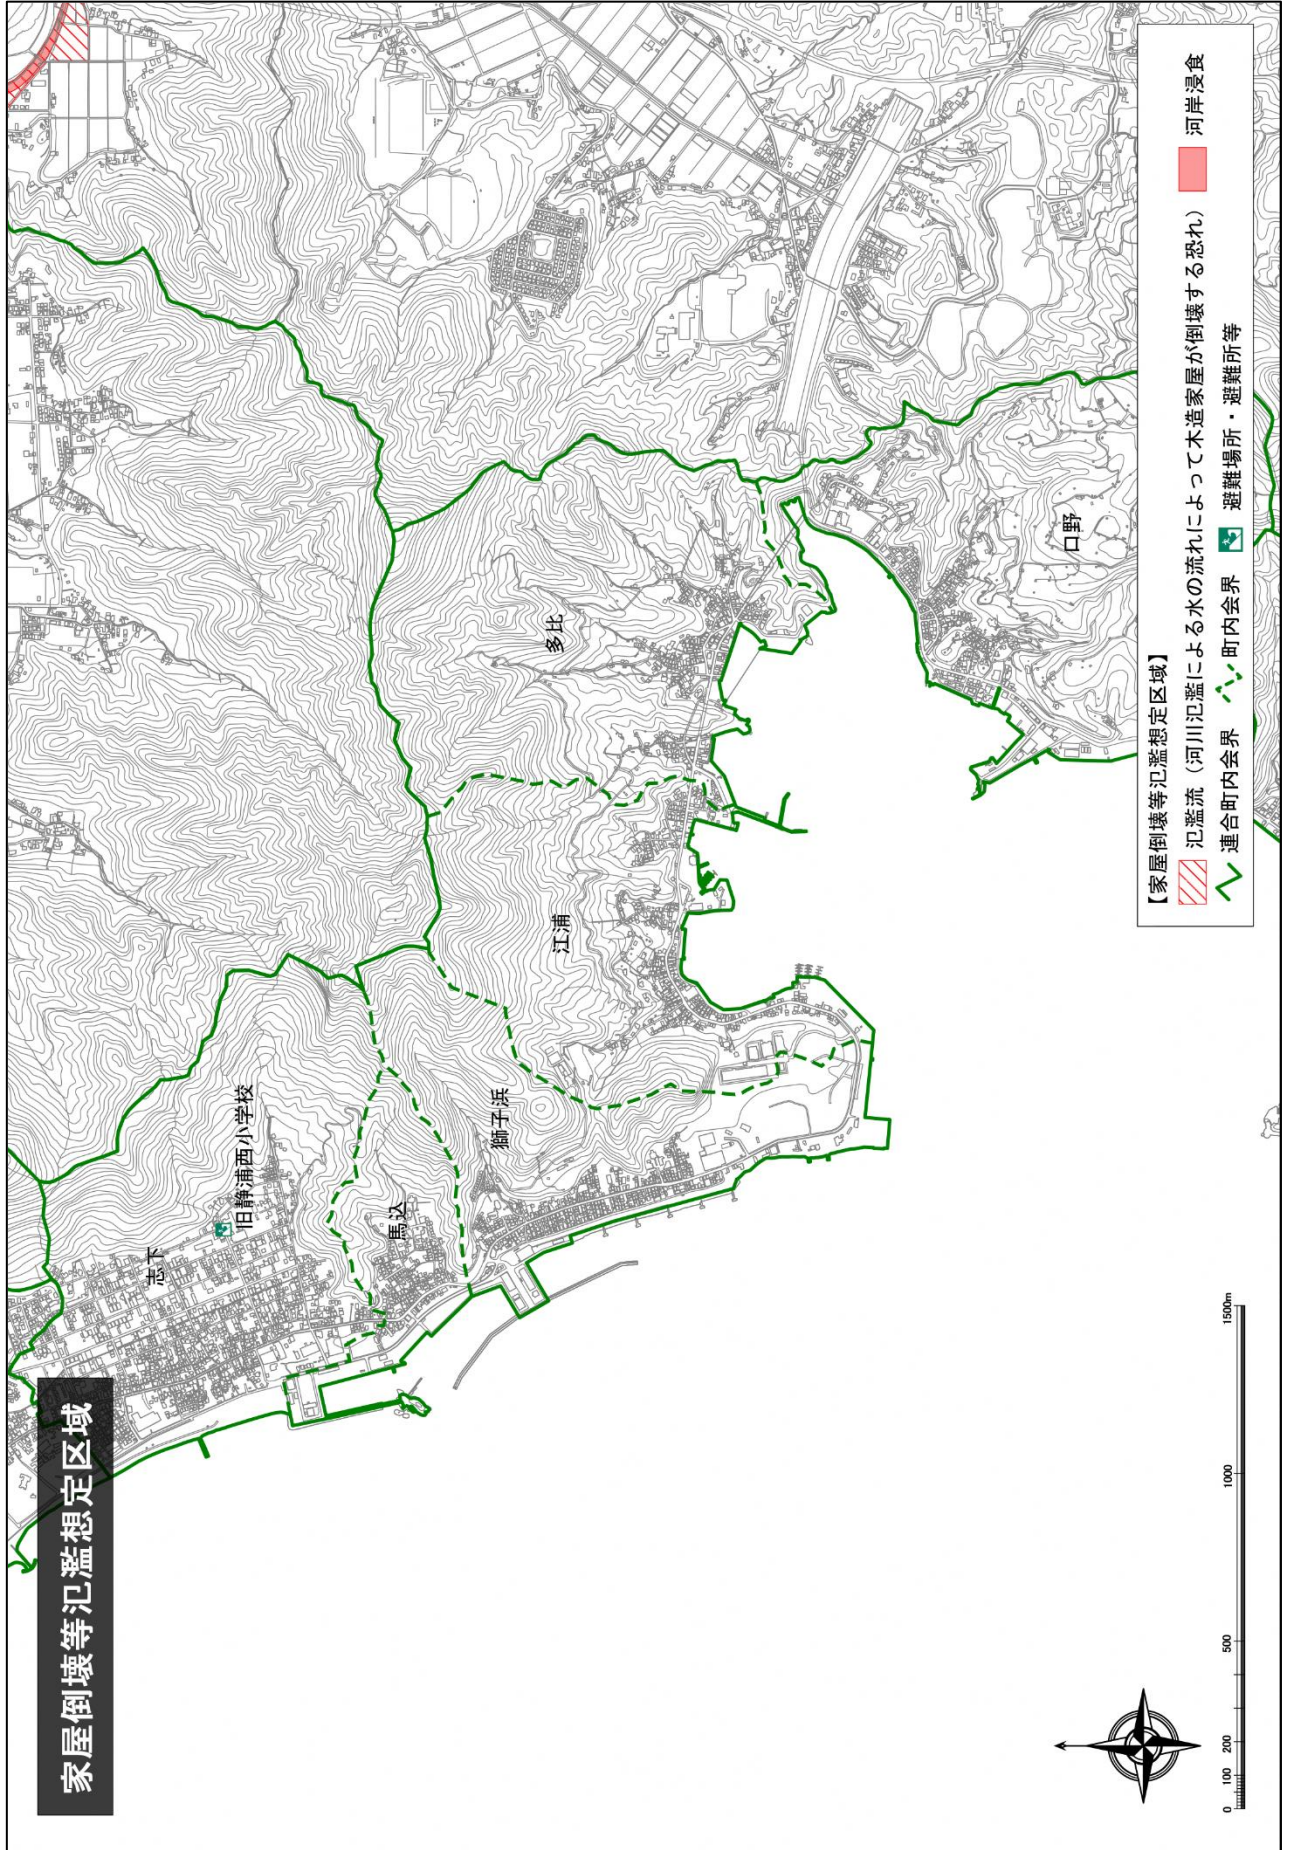 家屋倒壊等氾濫想定区域
志下
旧静浦西小学校
馬込
獅子浜
江浦
多比
口野
【家屋倒壊等氾濫想定区域】
氾濫流（河川氾濫による水の流れによって木造家屋が倒壊する恐れ） 河岸浸食
連合町内会界 町内会界 避難場所・避難所等
0 100 200 500 1000 1500m